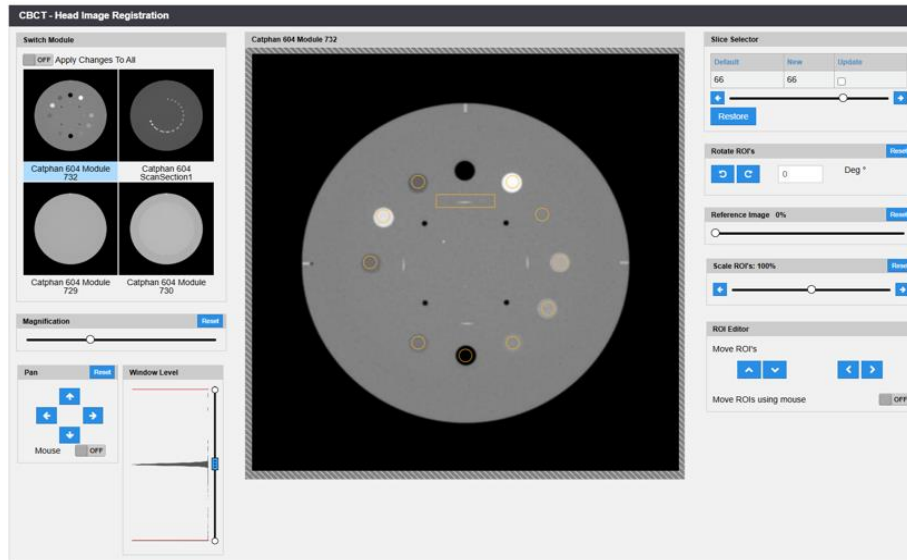 CBCT - Head Image Registration
Switch Module
OFF Apply Changes To All
Catphan 604 Module 732
Catphan 604 ScanSection1
Catphan 604 Module 729
Catphan 604 Module 730
Magnification Reset
Pan Reset
Mouse OFF
Window Level
Catphan 604 Module 732
Slice Selector
Default New Update
66 66
Restore
Rotate ROI's Reset
0 Deg °
Reference Image 0% Reset
Scale ROI's: 100% Reset
ROI Editor
Move ROI's
Move ROIs using mouse OFF